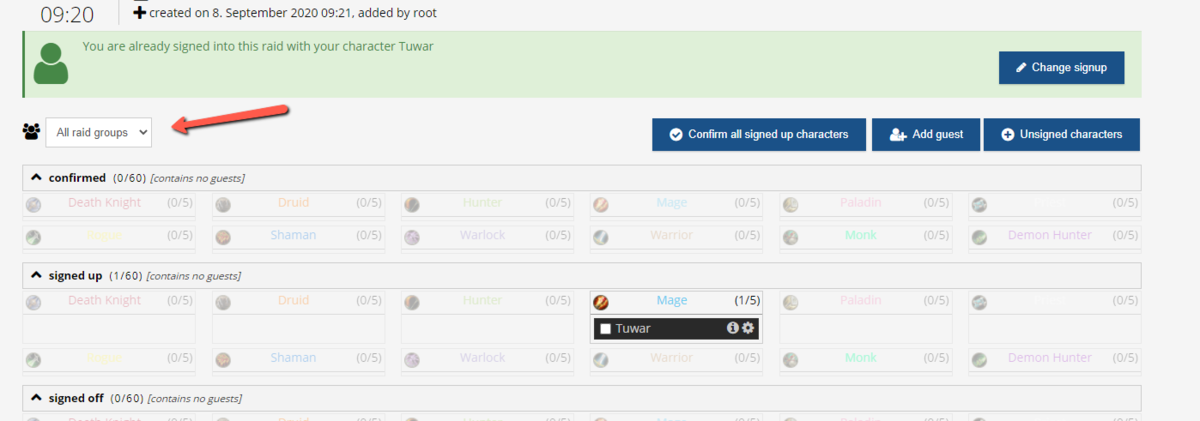 09:20
created on 8. September 2020 09:21, added by root
You are already signed into this raid with your character Tuwar
Change signup
All raid groups
Confirm all signed up characters
Add guest
Unsigned characters
confirmed (0/60) [contains no guests]
Death Knight (0/5) Druid (0/5) Hunter (0/5) Mage (0/5) Paladin (0/5) (0/5)
(0/5) Shaman (0/5) Warlock (0/5) Warrior (0/5) Monk (0/5) Demon Hunter (0/5)
signed up (1/60) [contains no guests]
Death Knight (0/5) Druid (0/5) Hunter (0/5) Mage (1/5) Paladin (0/5) (0/5)
Tuwar
(0/5) Shaman (0/5) Warlock (0/5) Warrior (0/5) Monk (0/5) Demon Hunter (0/5)
signed off (0/60) [contains no guests]